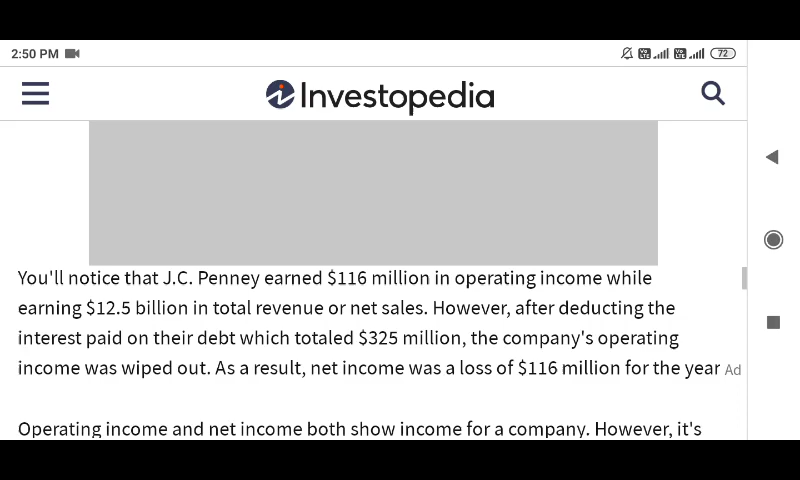 2:50 PM
72
Investopedia
You'll notice that J.C. Penney earned $116 million in operating income while
earning $12.5 billion in total revenue or net sales. However, after deducting the
interest paid on their debt which totaled $325 million, the company's operating
income was wiped out. As a result, net income was a loss of $116 million for the year
Ad
Operating income and net income both show income for a company. However, it's